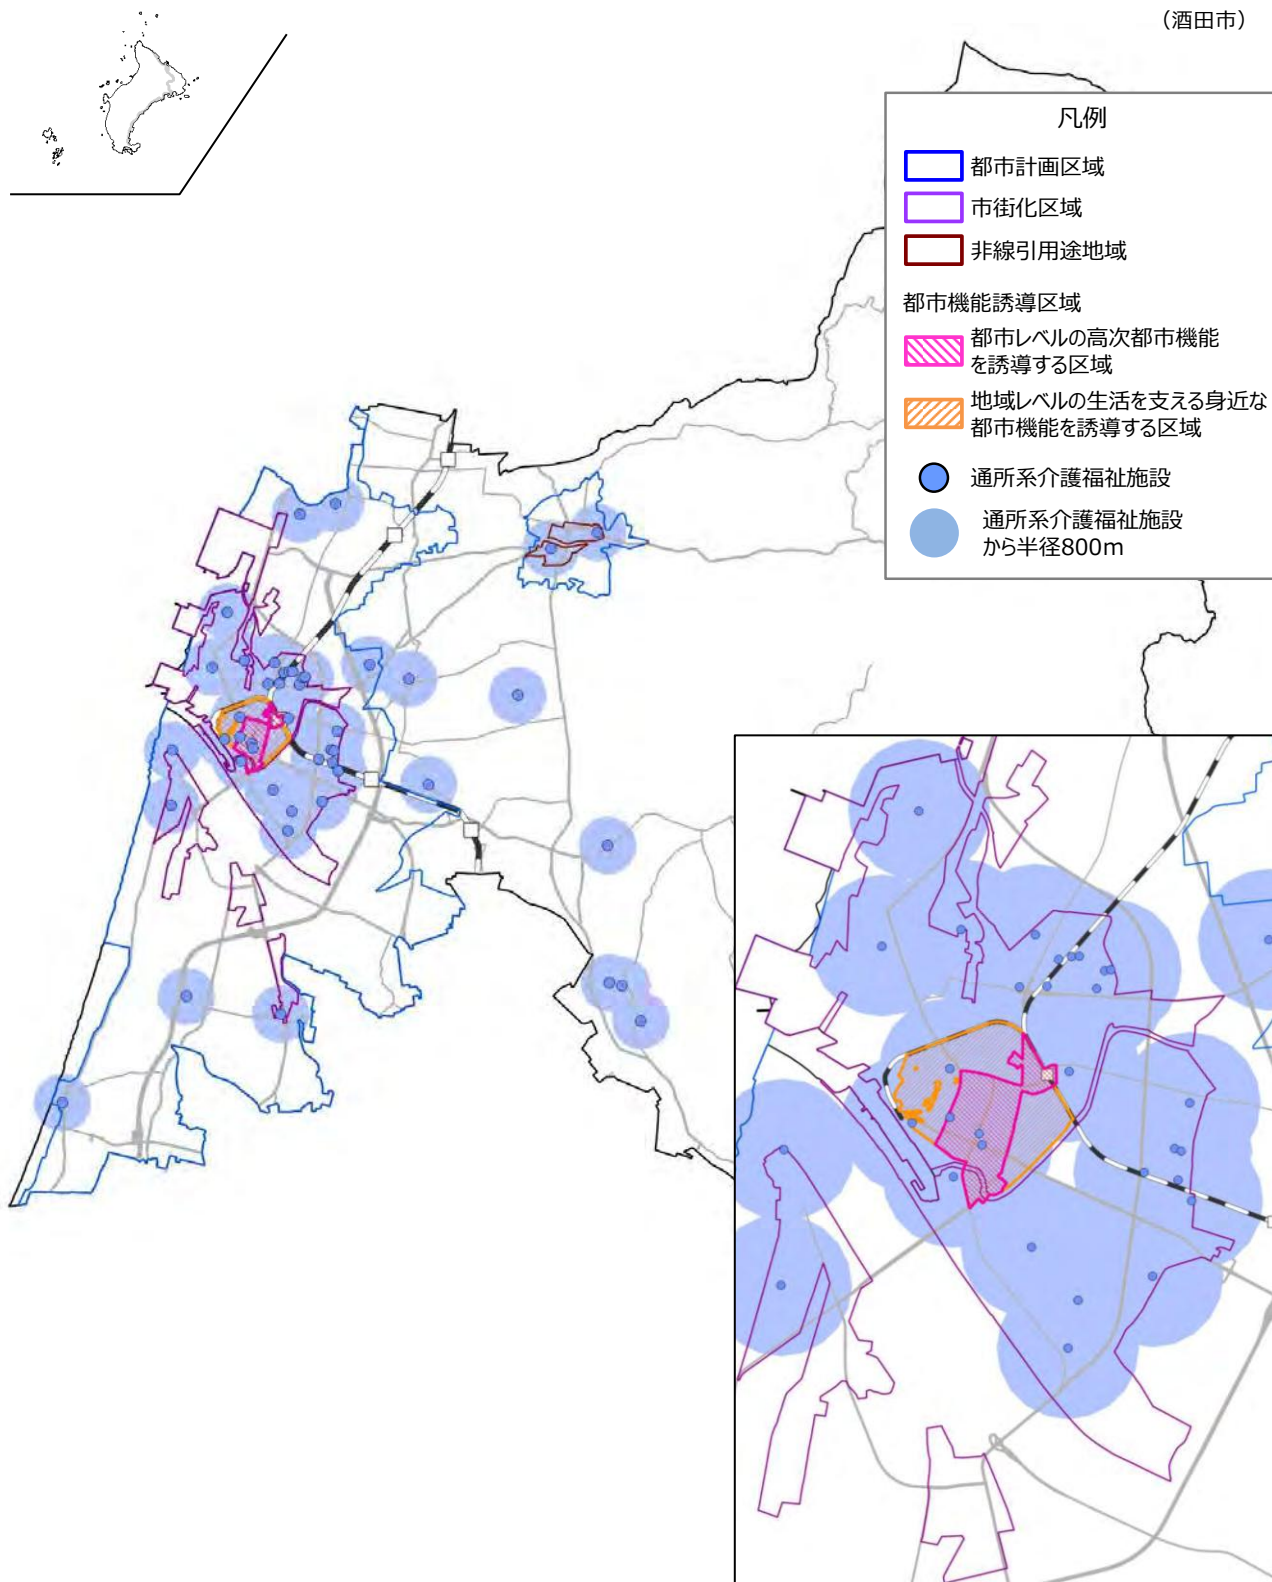 （酒田市）
凡例
都市計画区域
市街化区域
非線引用途地域
都市機能誘導区域
都市レベルの高次都市機能
を誘導する区域
地域レベルの生活を支える身近な
都市機能を誘導する区域
通所系介護福祉施設
通所系介護福祉施設
から半径800m